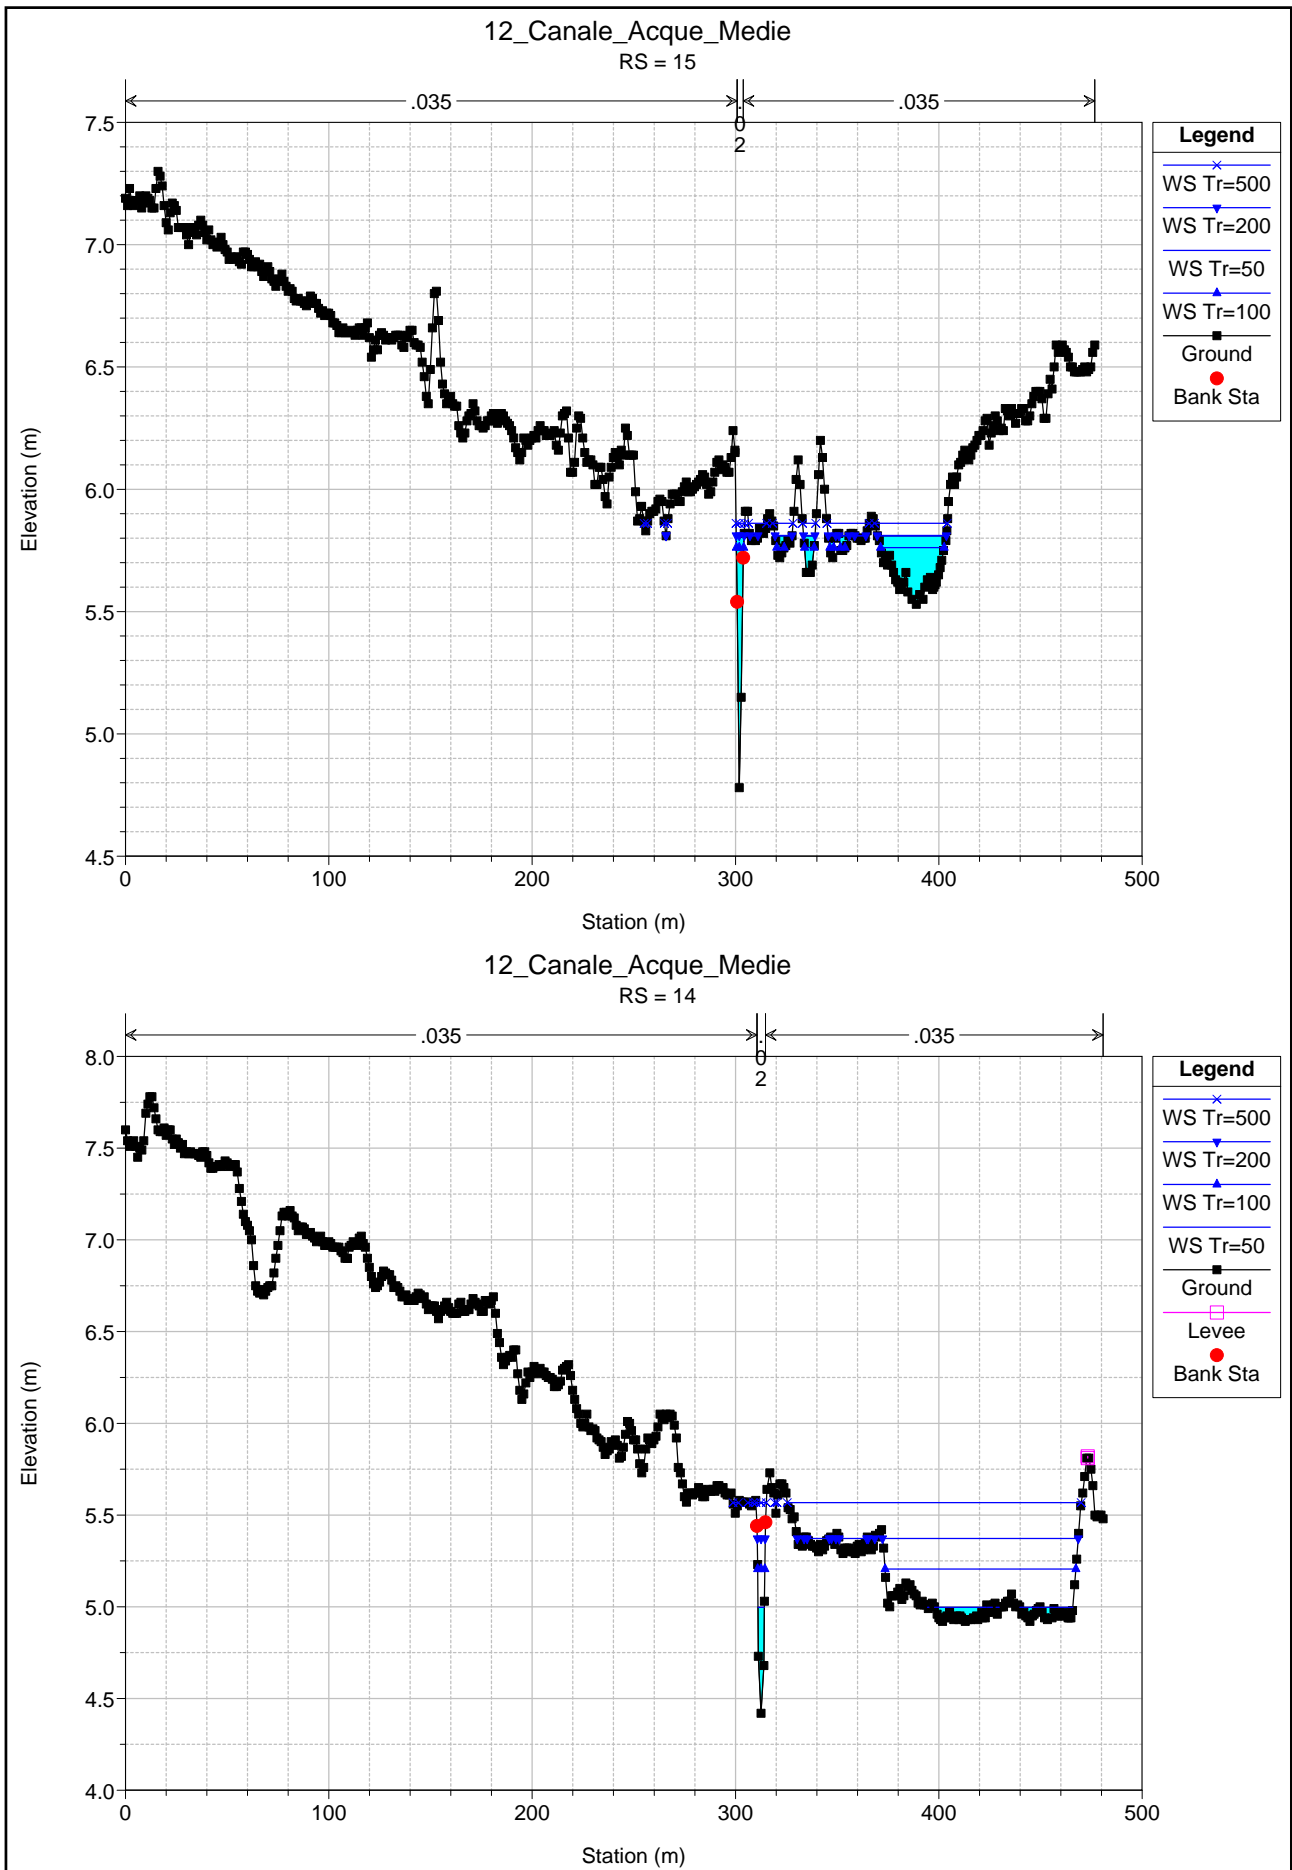 12_Canale_Acque_Medie
RS = 15
.035
.02
.035
7.5
7.0
6.5
6.0
5.5
5.0
4.5
0
100
200
300
400
500
Elevation (m)
Station (m)
Legend
WS Tr=500
WS Tr=200
WS Tr=50
WS Tr=100
Ground
Bank Sta
12_Canale_Acque_Medie
RS = 14
.035
.02
.035
8.0
7.5
7.0
6.5
6.0
5.5
5.0
4.5
4.0
0
100
200
300
400
500
Elevation (m)
Station (m)
Legend
WS Tr=500
WS Tr=200
WS Tr=100
WS Tr=50
Ground
Levee
Bank Sta